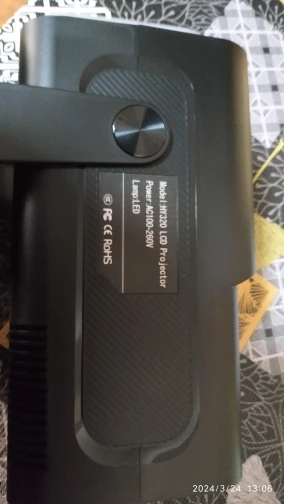 Model:HY320 LCD Projector
Power:AC100-260V
Lamp:LED
FC CE RoHS
2024/3/24 13:06